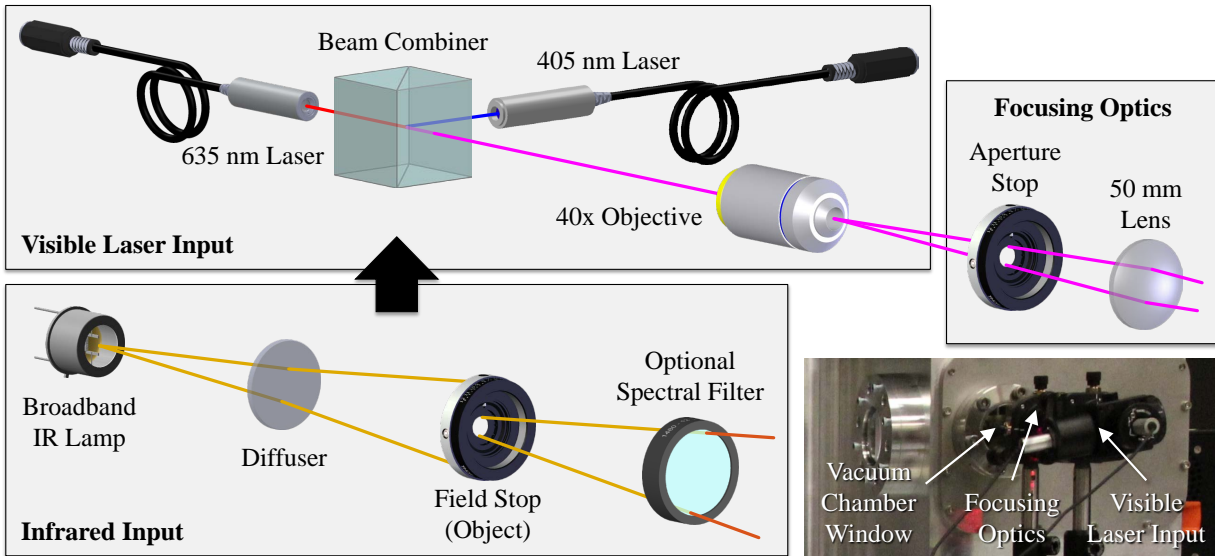 Beam Combiner
405 nm Laser
635 nm Laser
40x Objective
Visible Laser Input
Focusing Optics
Aperture
Stop
50 mm
Lens
Broadband
IR Lamp
Diffuser
Field Stop
(Object)
Optional
Spectral Filter
Infrared Input
Vacuum
Chamber
Window
Focusing
Optics
Visible
Laser Input